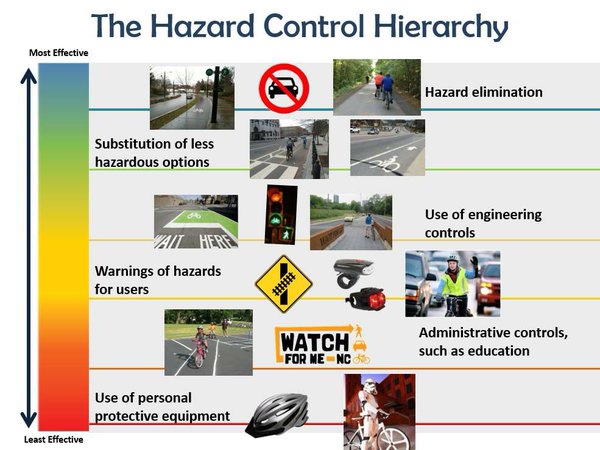 The Hazard Control Hierarchy
Most Effective
Hazard elimination
Substitution of less
hazardous options
Use of engineering
controls
WAIT HERE
Warnings of hazards
for users
Administrative controls,
such as education
WATCH
FOR ME-NC
Use of personal
protective equipment
Least Effective